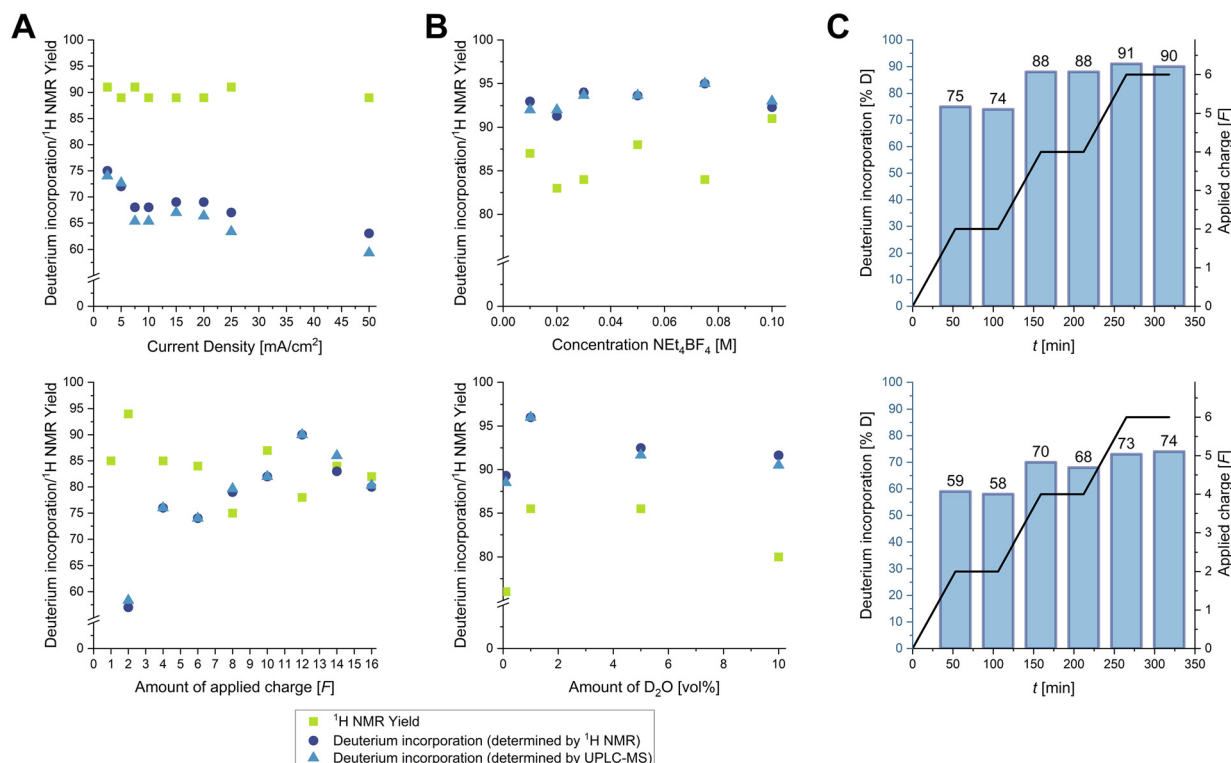 A
Deuterium incorporation/¹H NMR Yield
100
95
90
85
80
75
70
65
60
0
0 5 10 15 20 25 30 35 40 45 50
Current Density [mA/cm²]
B
Deuterium incorporation/¹H NMR Yield
100
95
90
80
0
0.00 0.02 0.04 0.06 0.08 0.10
Concentration NEt₄BF₄ [M]
C
Deuterium incorporation [% D]
100
90
80
70
60
50
40
30
20
10
0
75 74 88 88 91 90
0 50 100 150 200 250 300 350
t [min]
6
5
4
3
2
1
0
Applied charge [F]
Deuterium incorporation/¹H NMR Yield
100
95
90
85
80
75
70
65
60
0
0 1 2 3 4 5 6 7 8 9 10 11 12 13 14 15 16
Amount of applied charge [F]
Deuterium incorporation/¹H NMR Yield
100
95
90
80
0
0 2 4 6 8 10
Amount of D₂O [vol%]
Deuterium incorporation [% D]
100
90
80
70
60
50
40
30
20
10
0
59 58 70 68 73 74
0 50 100 150 200 250 300 350
t [min]
6
5
4
3
2
1
0
Applied charge [F]
¹H NMR Yield
Deuterium incorporation (determined by ¹H NMR)
Deuterium incorporation (determined by UPLC-MS)